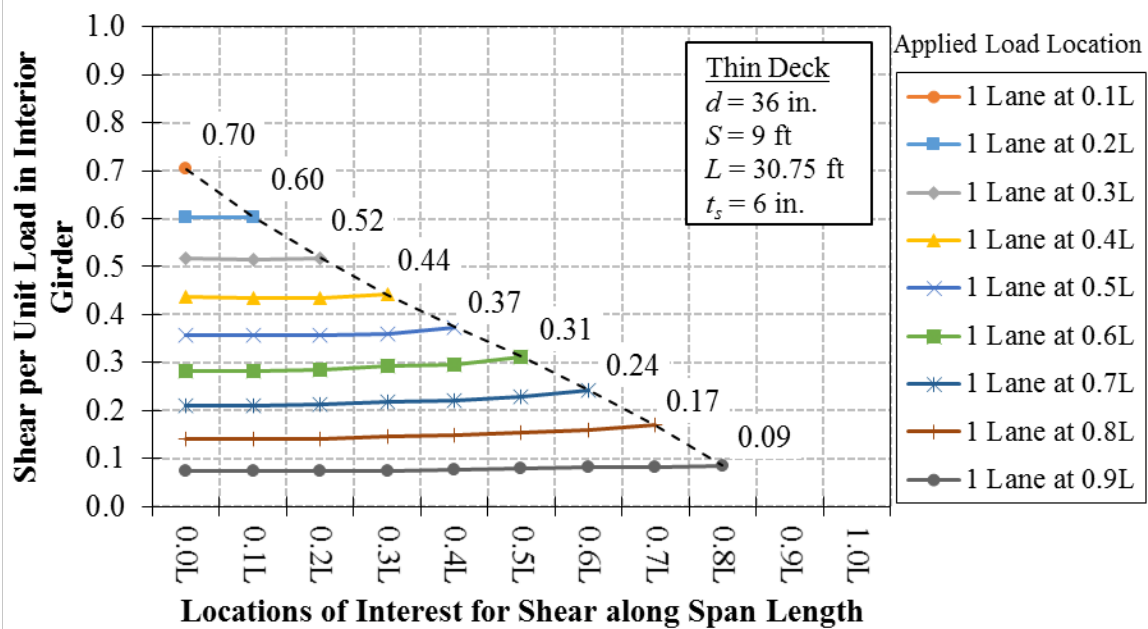 Shear per Unit Load in Interior
Girder
1.0
0.9
0.8
0.7
0.6
0.5
0.4
0.3
0.2
0.1
0.0
0.70
0.60
0.52
0.44
0.37
0.31
0.24
0.17
0.09
Thin Deck
d = 36 in.
S = 9 ft
L = 30.75 ft
tₛ = 6 in.
0.0L
0.1L
0.2L
0.3L
0.4L
0.5L
0.6L
0.7L
0.8L
0.9L
1.0L
Locations of Interest for Shear along Span Length
Applied Load Location
1 Lane at 0.1L
1 Lane at 0.2L
1 Lane at 0.3L
1 Lane at 0.4L
1 Lane at 0.5L
1 Lane at 0.6L
1 Lane at 0.7L
1 Lane at 0.8L
1 Lane at 0.9L